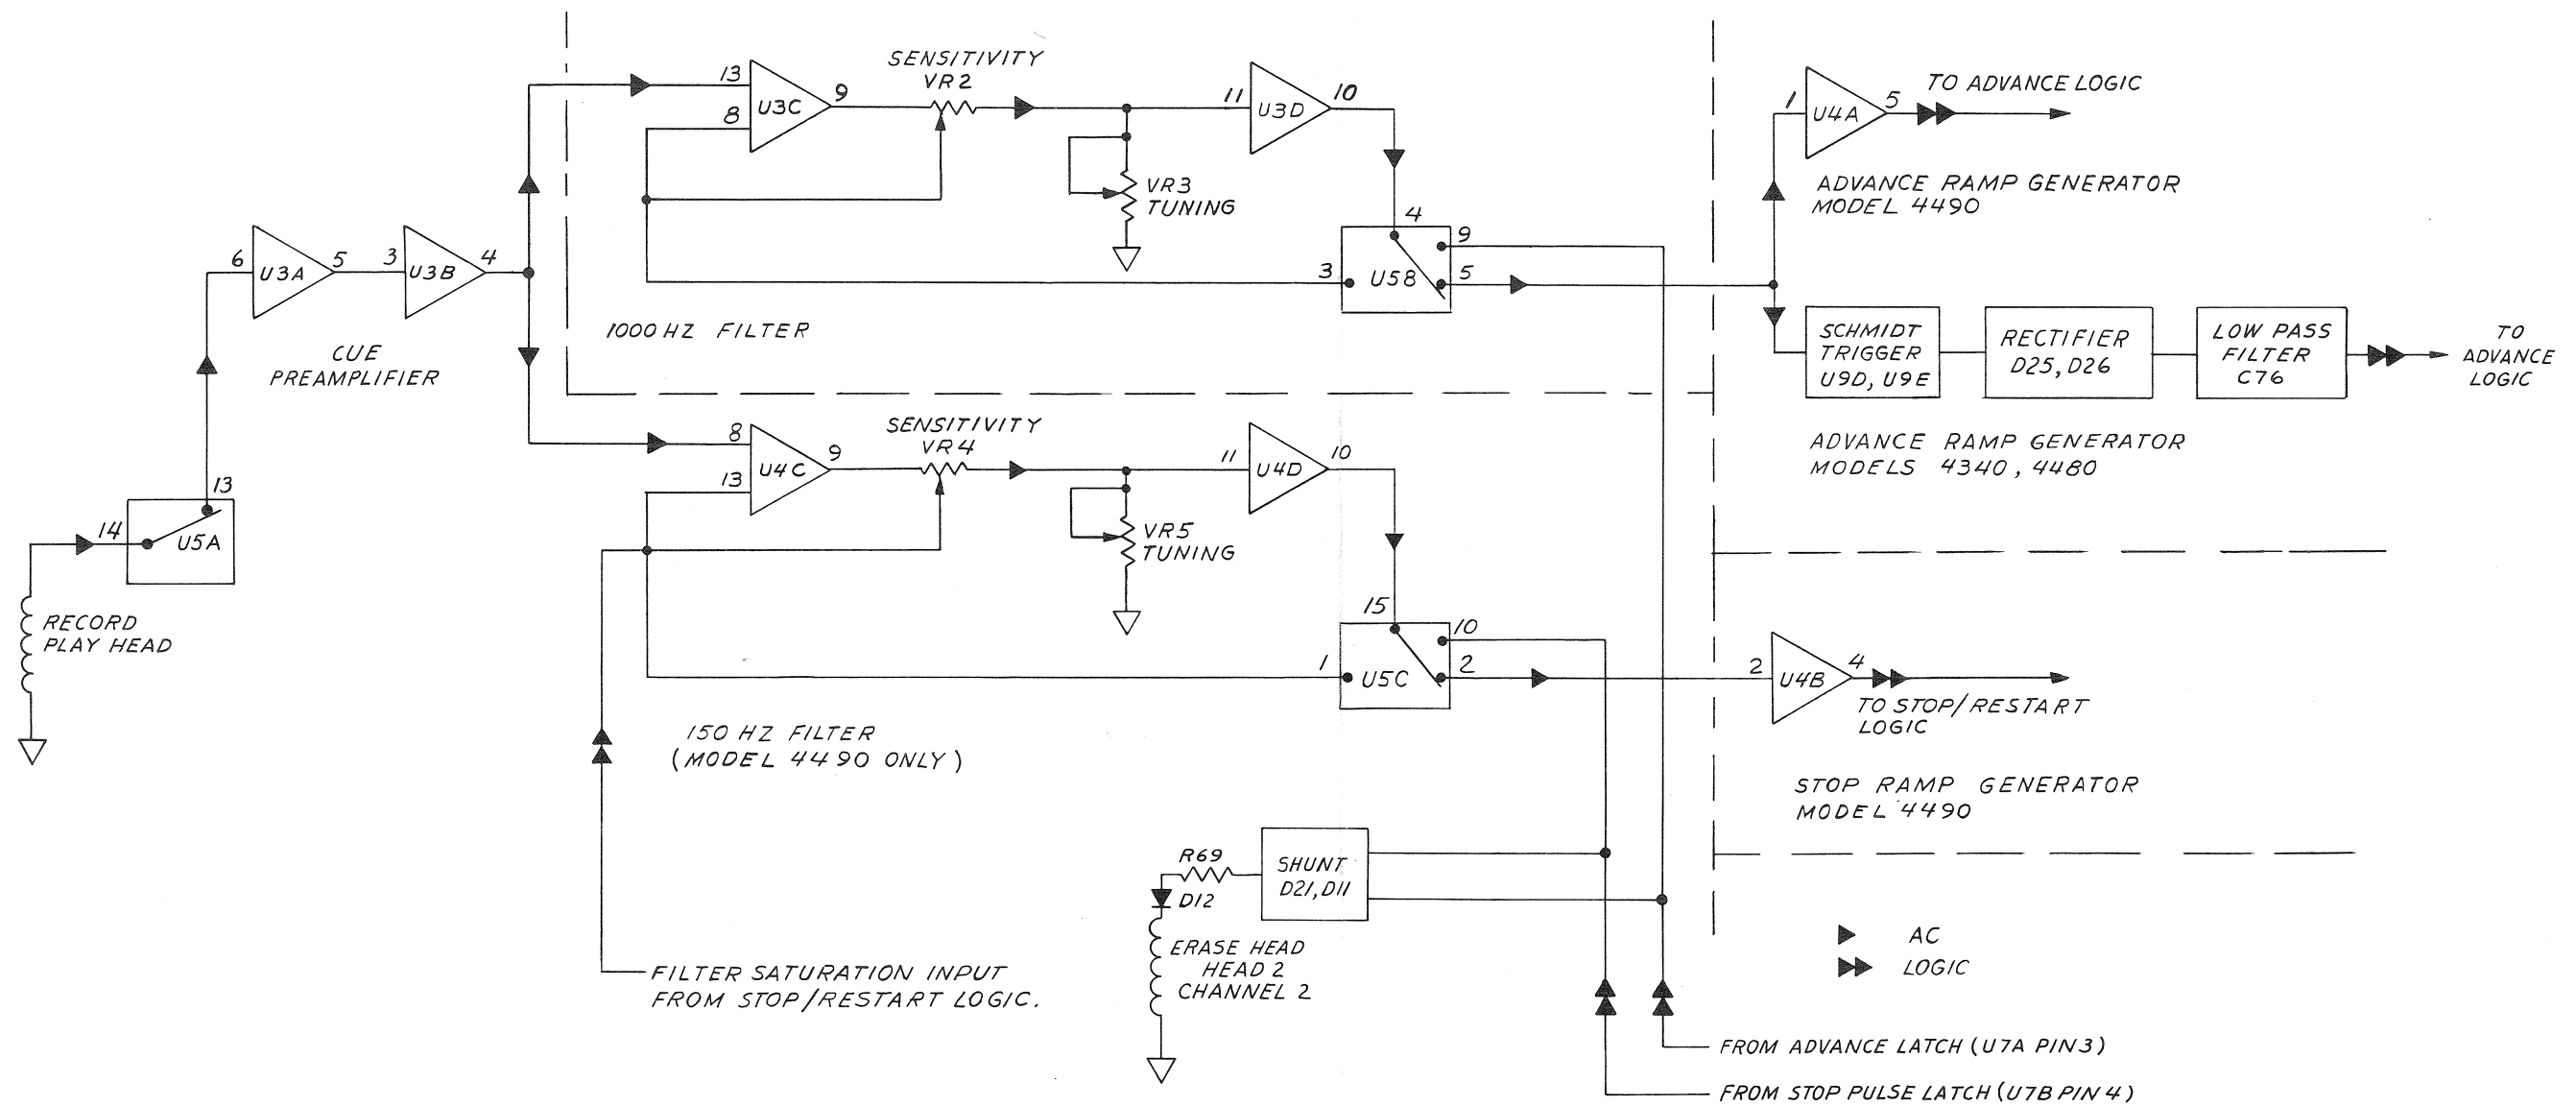 SENSITIVITY
VR2
13
U3C
9
8
11
U3D
10
VR3
TUNING
4
9
3
U5B
5
1000 HZ FILTER
1
U4A
5
TO ADVANCE LOGIC
ADVANCE RAMP GENERATOR
MODEL 4490
SCHMIDT
TRIGGER
U9D, U9E
RECTIFIER
D25, D26
LOW PASS
FILTER
C76
TO
ADVANCE
LOGIC
ADVANCE RAMP GENERATOR
MODELS 4340, 4480
6
U3A
5
3
U3B
4
CUE
PREAMPLIFIER
13
14
U5A
RECORD
PLAY HEAD
SENSITIVITY
VR4
8
U4C
9
13
11
U4D
10
VR5
TUNING
15
10
1
U5C
2
150 HZ FILTER
(MODEL 4490 ONLY)
2
U4B
4
TO STOP/RESTART
LOGIC
STOP RAMP GENERATOR
MODEL 4490
R69
D12
SHUNT
D21, D11
ERASE HEAD
HEAD 2
CHANNEL 2
FILTER SATURATION INPUT
FROM STOP/RESTART LOGIC.
AC
LOGIC
FROM ADVANCE LATCH (U7A PIN 3)
FROM STOP PULSE LATCH (U7B PIN 4)